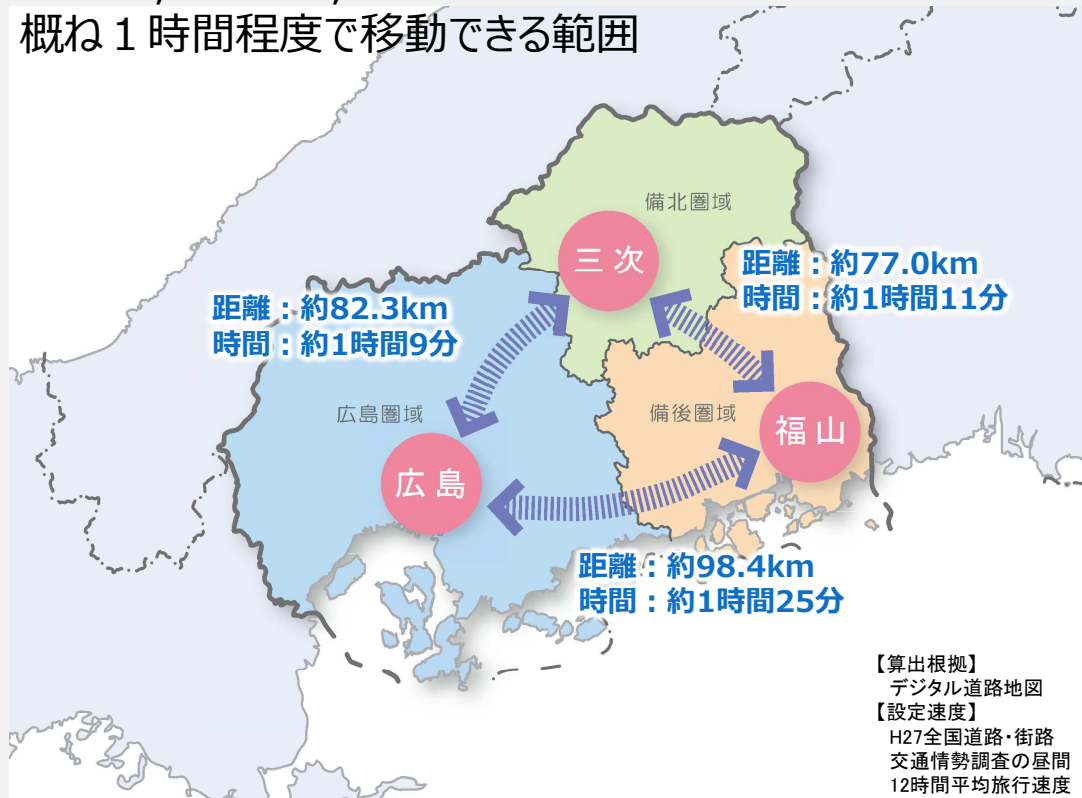 概ね１時間程度で移動できる範囲
備北圏域
三次
距離：約77.0km
時間：約1時間11分
距離：約82.3km
時間：約1時間9分
広島圏域
備後圏域
福山
広島
距離：約98.4km
時間：約1時間25分
【算出根拠】
デジタル道路地図
【設定速度】
H27全国道路・街路
交通情勢調査の昼間
12時間平均旅行速度